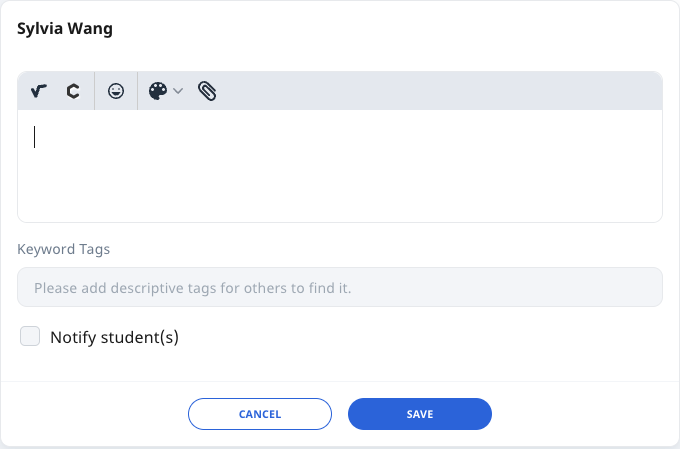 Sylvia Wang
Keyword Tags
Please add descriptive tags for others to find it.
Notify student(s)
CANCEL
SAVE